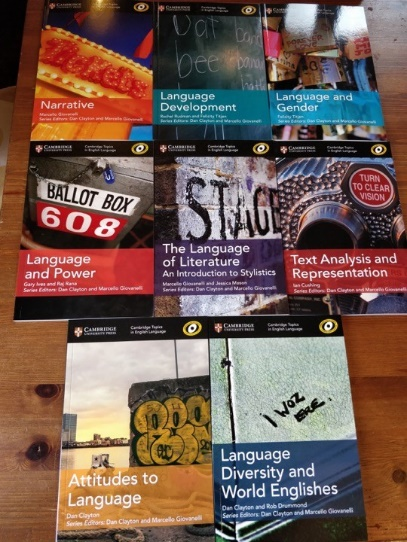 CAMBRIDGE
UNIVERSITY PRESS
Cambridge Topics
in English Language
Narrative
Marcello Giovanelli
Series Editors: Dan Clayton and Marcello Giovanelli
CAMBRIDGE
UNIVERSITY PRESS
Cambridge Topics
in English Language
bee
Language
Development
Rachel Rudman and Felicity Titjen
Series Editors: Dan Clayton and Marcello Giovanelli
CAMBRIDGE
UNIVERSITY PRESS
Cambridge Topics
in English Language
Language and
Gender
Felicity Titjen
Series Editors: Dan Clayton and Marcello Giovanelli
CAMBRIDGE
UNIVERSITY PRESS
Cambridge Topics
in English Language
BALLOT BOX
608
Language
and Power
Gary Ives and Raj Rana
Series Editors: Dan Clayton and Marcello Giovanelli
CAMBRIDGE
UNIVERSITY PRESS
Cambridge Topics
in English Language
STAGE
The Language
of Literature
An Introduction to Stylistics
Marcello Giovanelli and Jessica Mason
Series Editors: Dan Clayton and Marcello Giovanelli
CAMBRIDGE
UNIVERSITY PRESS
Cambridge Topics
in English Language
TURN
TO CLEAR
VISION
Text Analysis and
Representation
Ian Cushing
Series Editors: Dan Clayton and Marcello Giovanelli
CAMBRIDGE
UNIVERSITY PRESS
Cambridge Topics
in English Language
Attitudes to
Language
Dan Clayton
Series Editors: Dan Clayton and Marcello Giovanelli
CAMBRIDGE
UNIVERSITY PRESS
Cambridge Topics
in English Language
i woz
ERE.
Language
Diversity and
World Englishes
Dan Clayton and Rob Drummond
Series Editors: Dan Clayton and Marcello Giovanelli